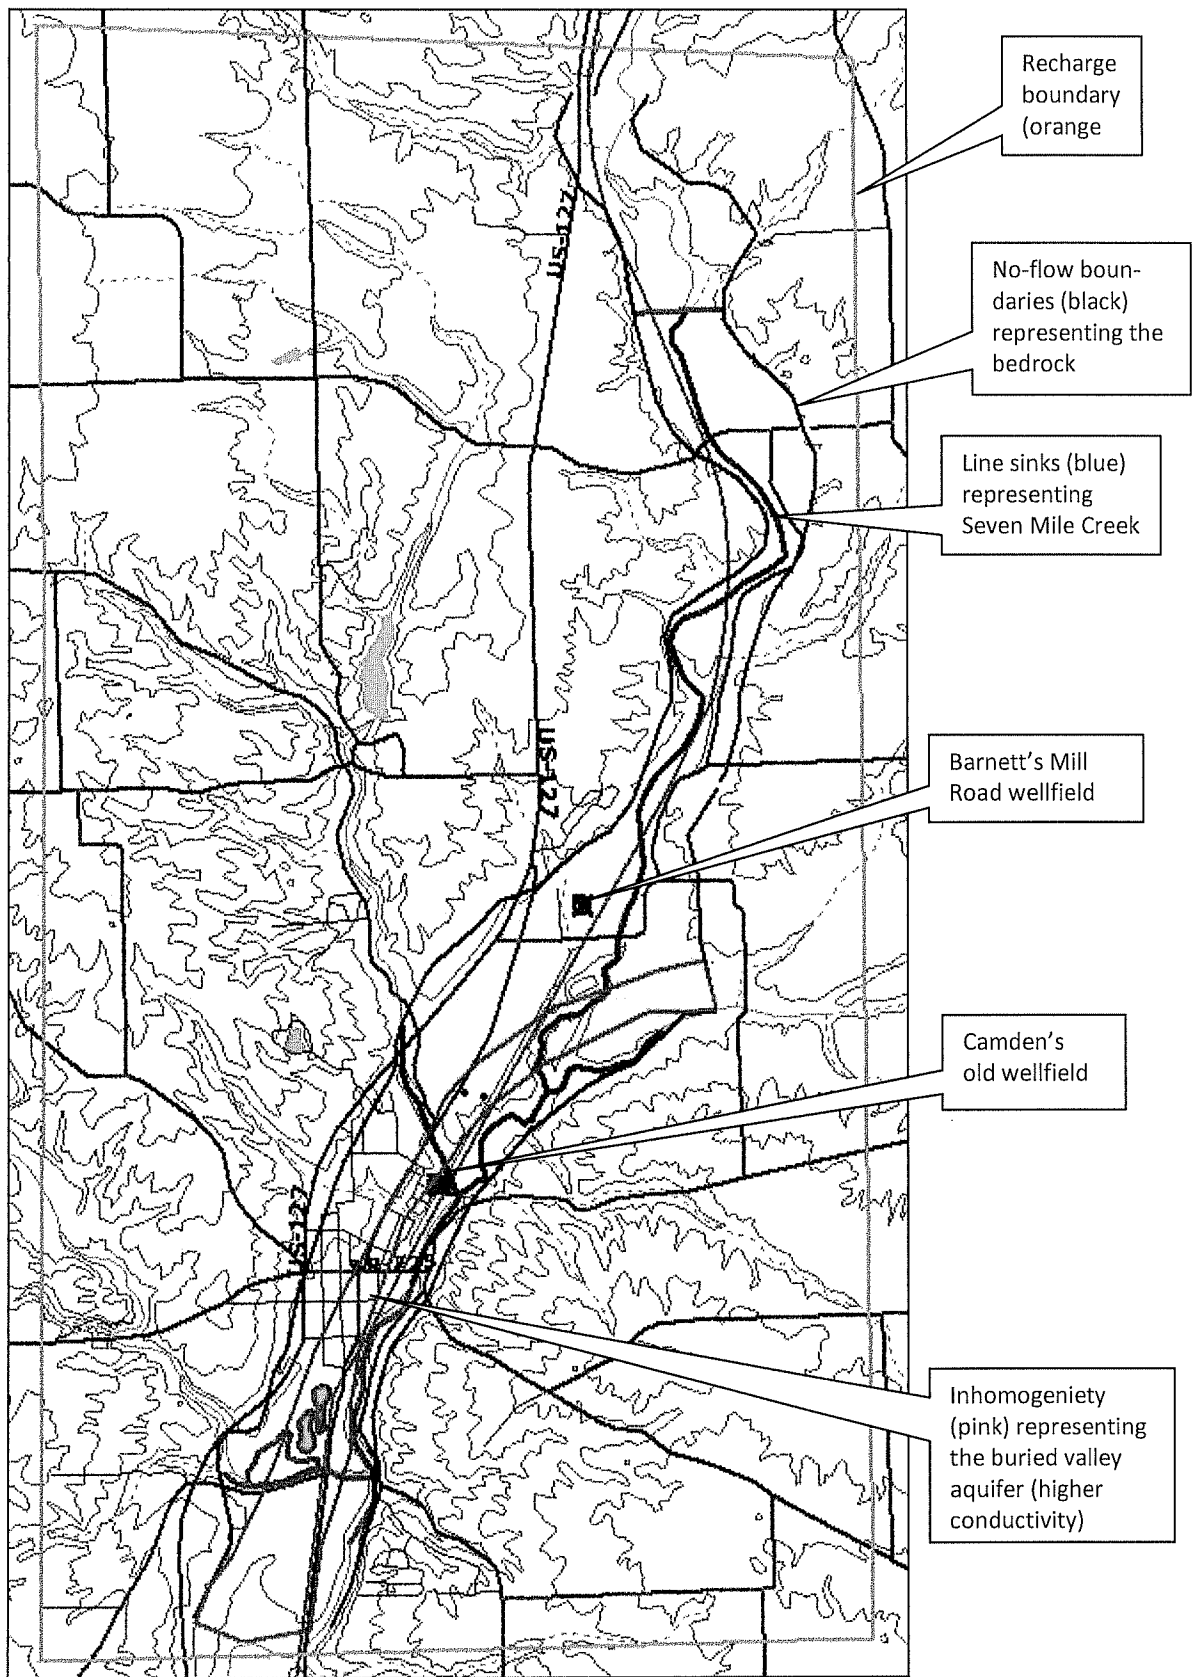 Recharge
boundary
(orange
US-127
No-flow boun-
daries (black)
representing the
bedrock
Line sinks (blue)
representing
Seven Mile Creek
US-127
Barnett's Mill
Road wellfield
Camden's
old wellfield
US-127
Inhomogeniety
(pink) representing
the buried valley
aquifer (higher
conductivity)